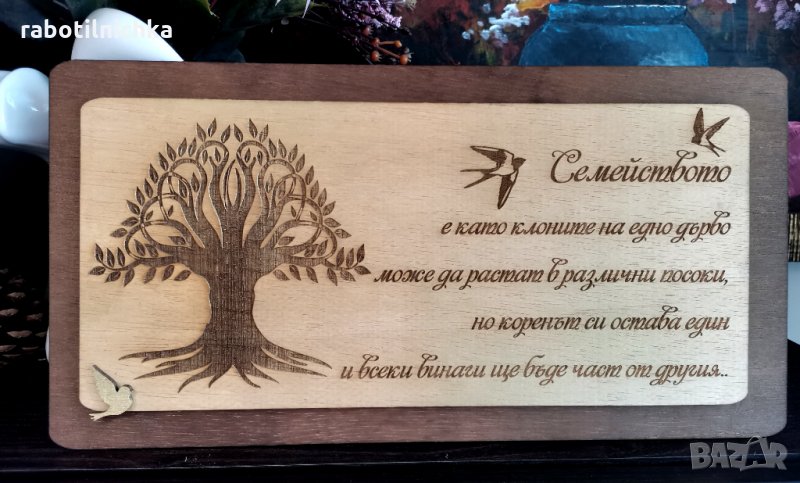 rabotilnichka
Семейството
е като клоните на едно дърво
може да растат в различни посоки,
но коренът си остава един
и всеки винаги ще бъде част от другия..
BAZAR